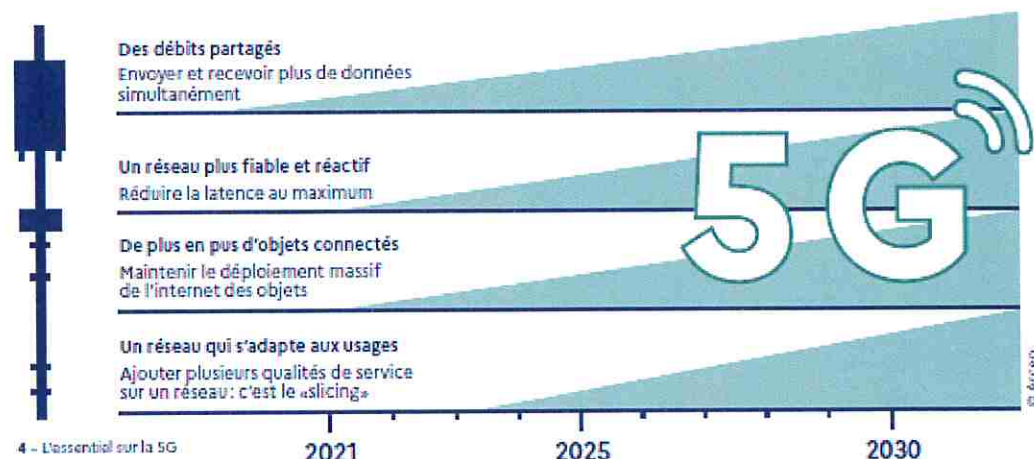 Des débits partagés
Envoyer et recevoir plus de données
simultanément
Un réseau plus fiable et réactif
Réduire la latence au maximum
5G
De plus en pus d'objets connectés
Maintenir le déploiement massif
de l'internet des objets
Un réseau qui s'adapte aux usages
Ajouter plusieurs qualités de service
sur un réseau : c'est le «slicing»
© Arcep
4 – L'essentiel sur la 5G
2021 2025 2030